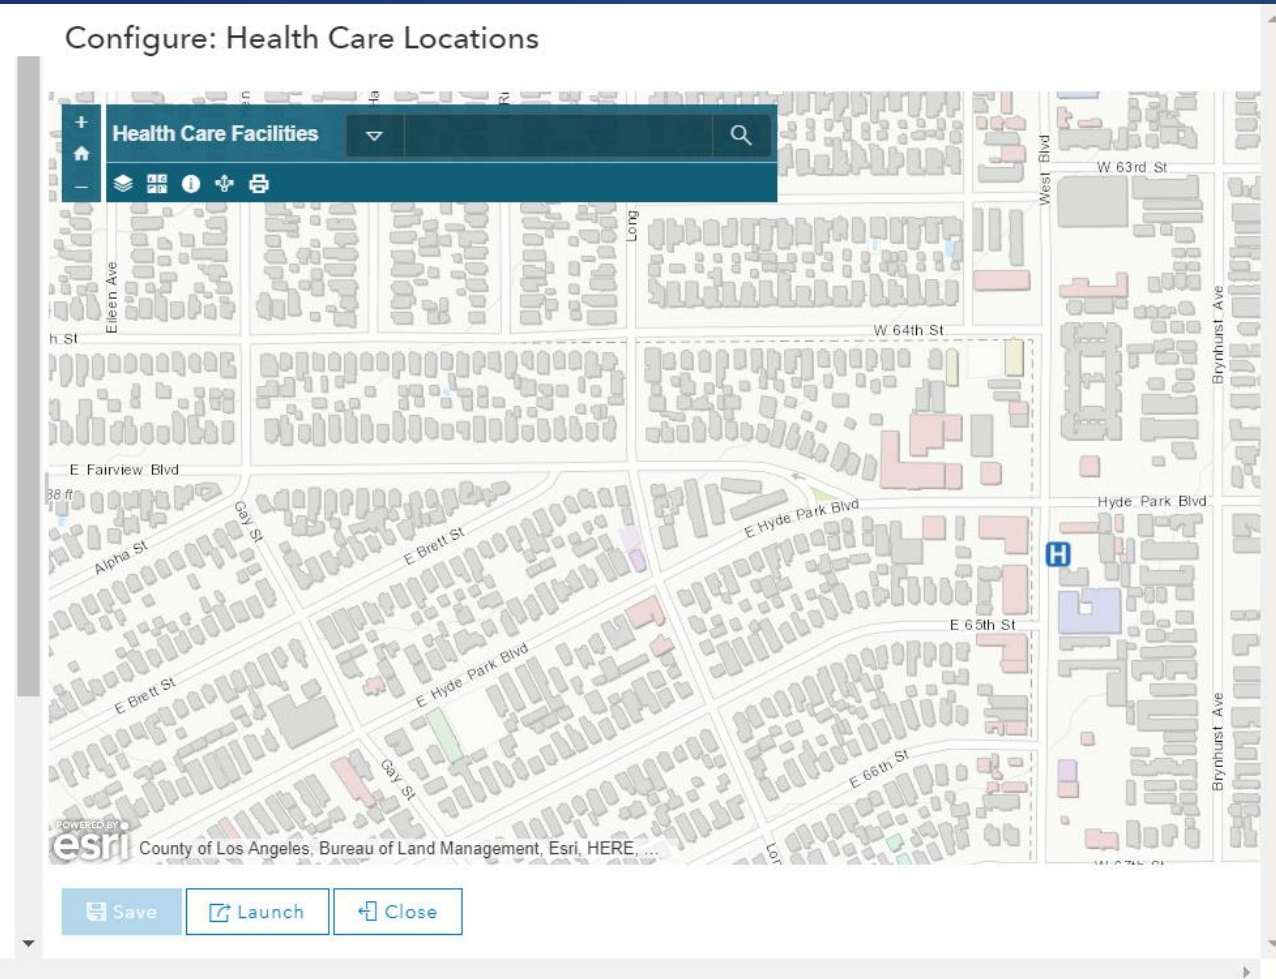 Configure: Health Care Locations
Health Care Facilities
West Blvd
W 63rd St
Long
Eileen Ave
W 64th St
h St
Brynhurst Ave
E Fairview Blvd
38 ft
Gay St
Hyde Park Blvd
E Hyde Park Blvd
E Brett St
Alpha St
H
E 65th St
E Hyde Park Blvd
E Brett St
Brynhurst Ave
E 66th St
Gay St
POWERED BY
esri
County of Los Angeles, Bureau of Land Management, Esri, HERE, ...
Lon
Save
Launch
Close